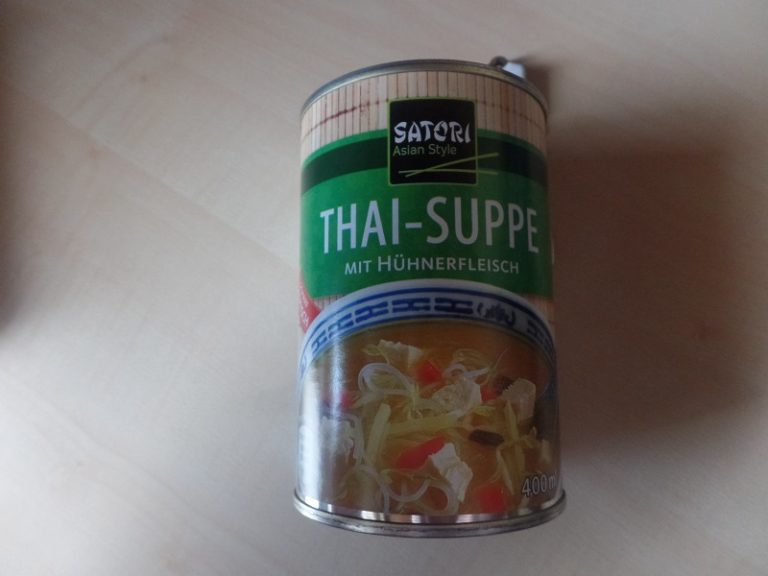 SATORI
Asian Style
THAI-SUPPE
MIT HÜHNERFLEISCH
400ml